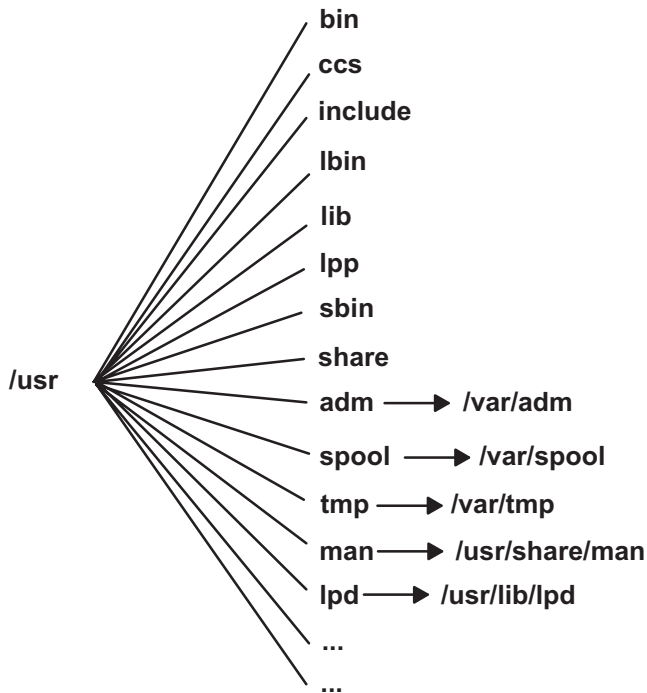 bin
ccs
include
lbin
lib
lpp
sbin
share
/usr
adm /var/adm
spool /var/spool
tmp /var/tmp
man /usr/share/man
lpd /usr/lib/lpd
...
...